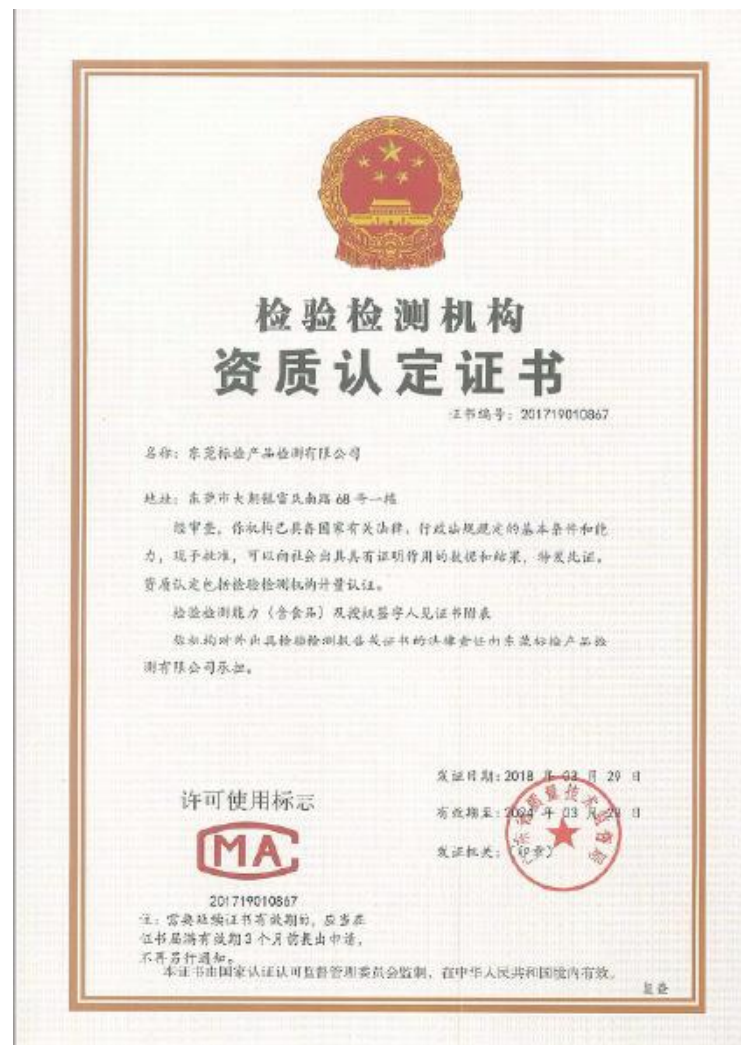 检验检测机构
资质认定证书
证书编号：201719010867
名称：东莞标检产品检测有限公司
地址：东莞市大朗镇富民南路 68 号一楼
经审查，你机构已具备国家有关法律、行政法规规定的基本条件和能
力，现予批准，可以向社会出具具有证明作用的数据和结果，特发此证。
资质认定包括检验检测机构计量认证。
检验检测能力（含食品）及授权签字人见证书附表
你机构对外出具检验检测报告或证书的法律责任由东莞标检产品检
测有限公司承担。
发证日期：2018 年 03 月 29 日
许可使用标志
有效期至：2024 年 03 月 28 日
发证机关：（印章）
MA
201719010867
注：需要延续证书有效期的，应当在
证书届满有效期 3 个月前提出申请，
不再另行通知。
本证书由国家认证认可监督管理委员会监制，在中华人民共和国境内有效。
复查